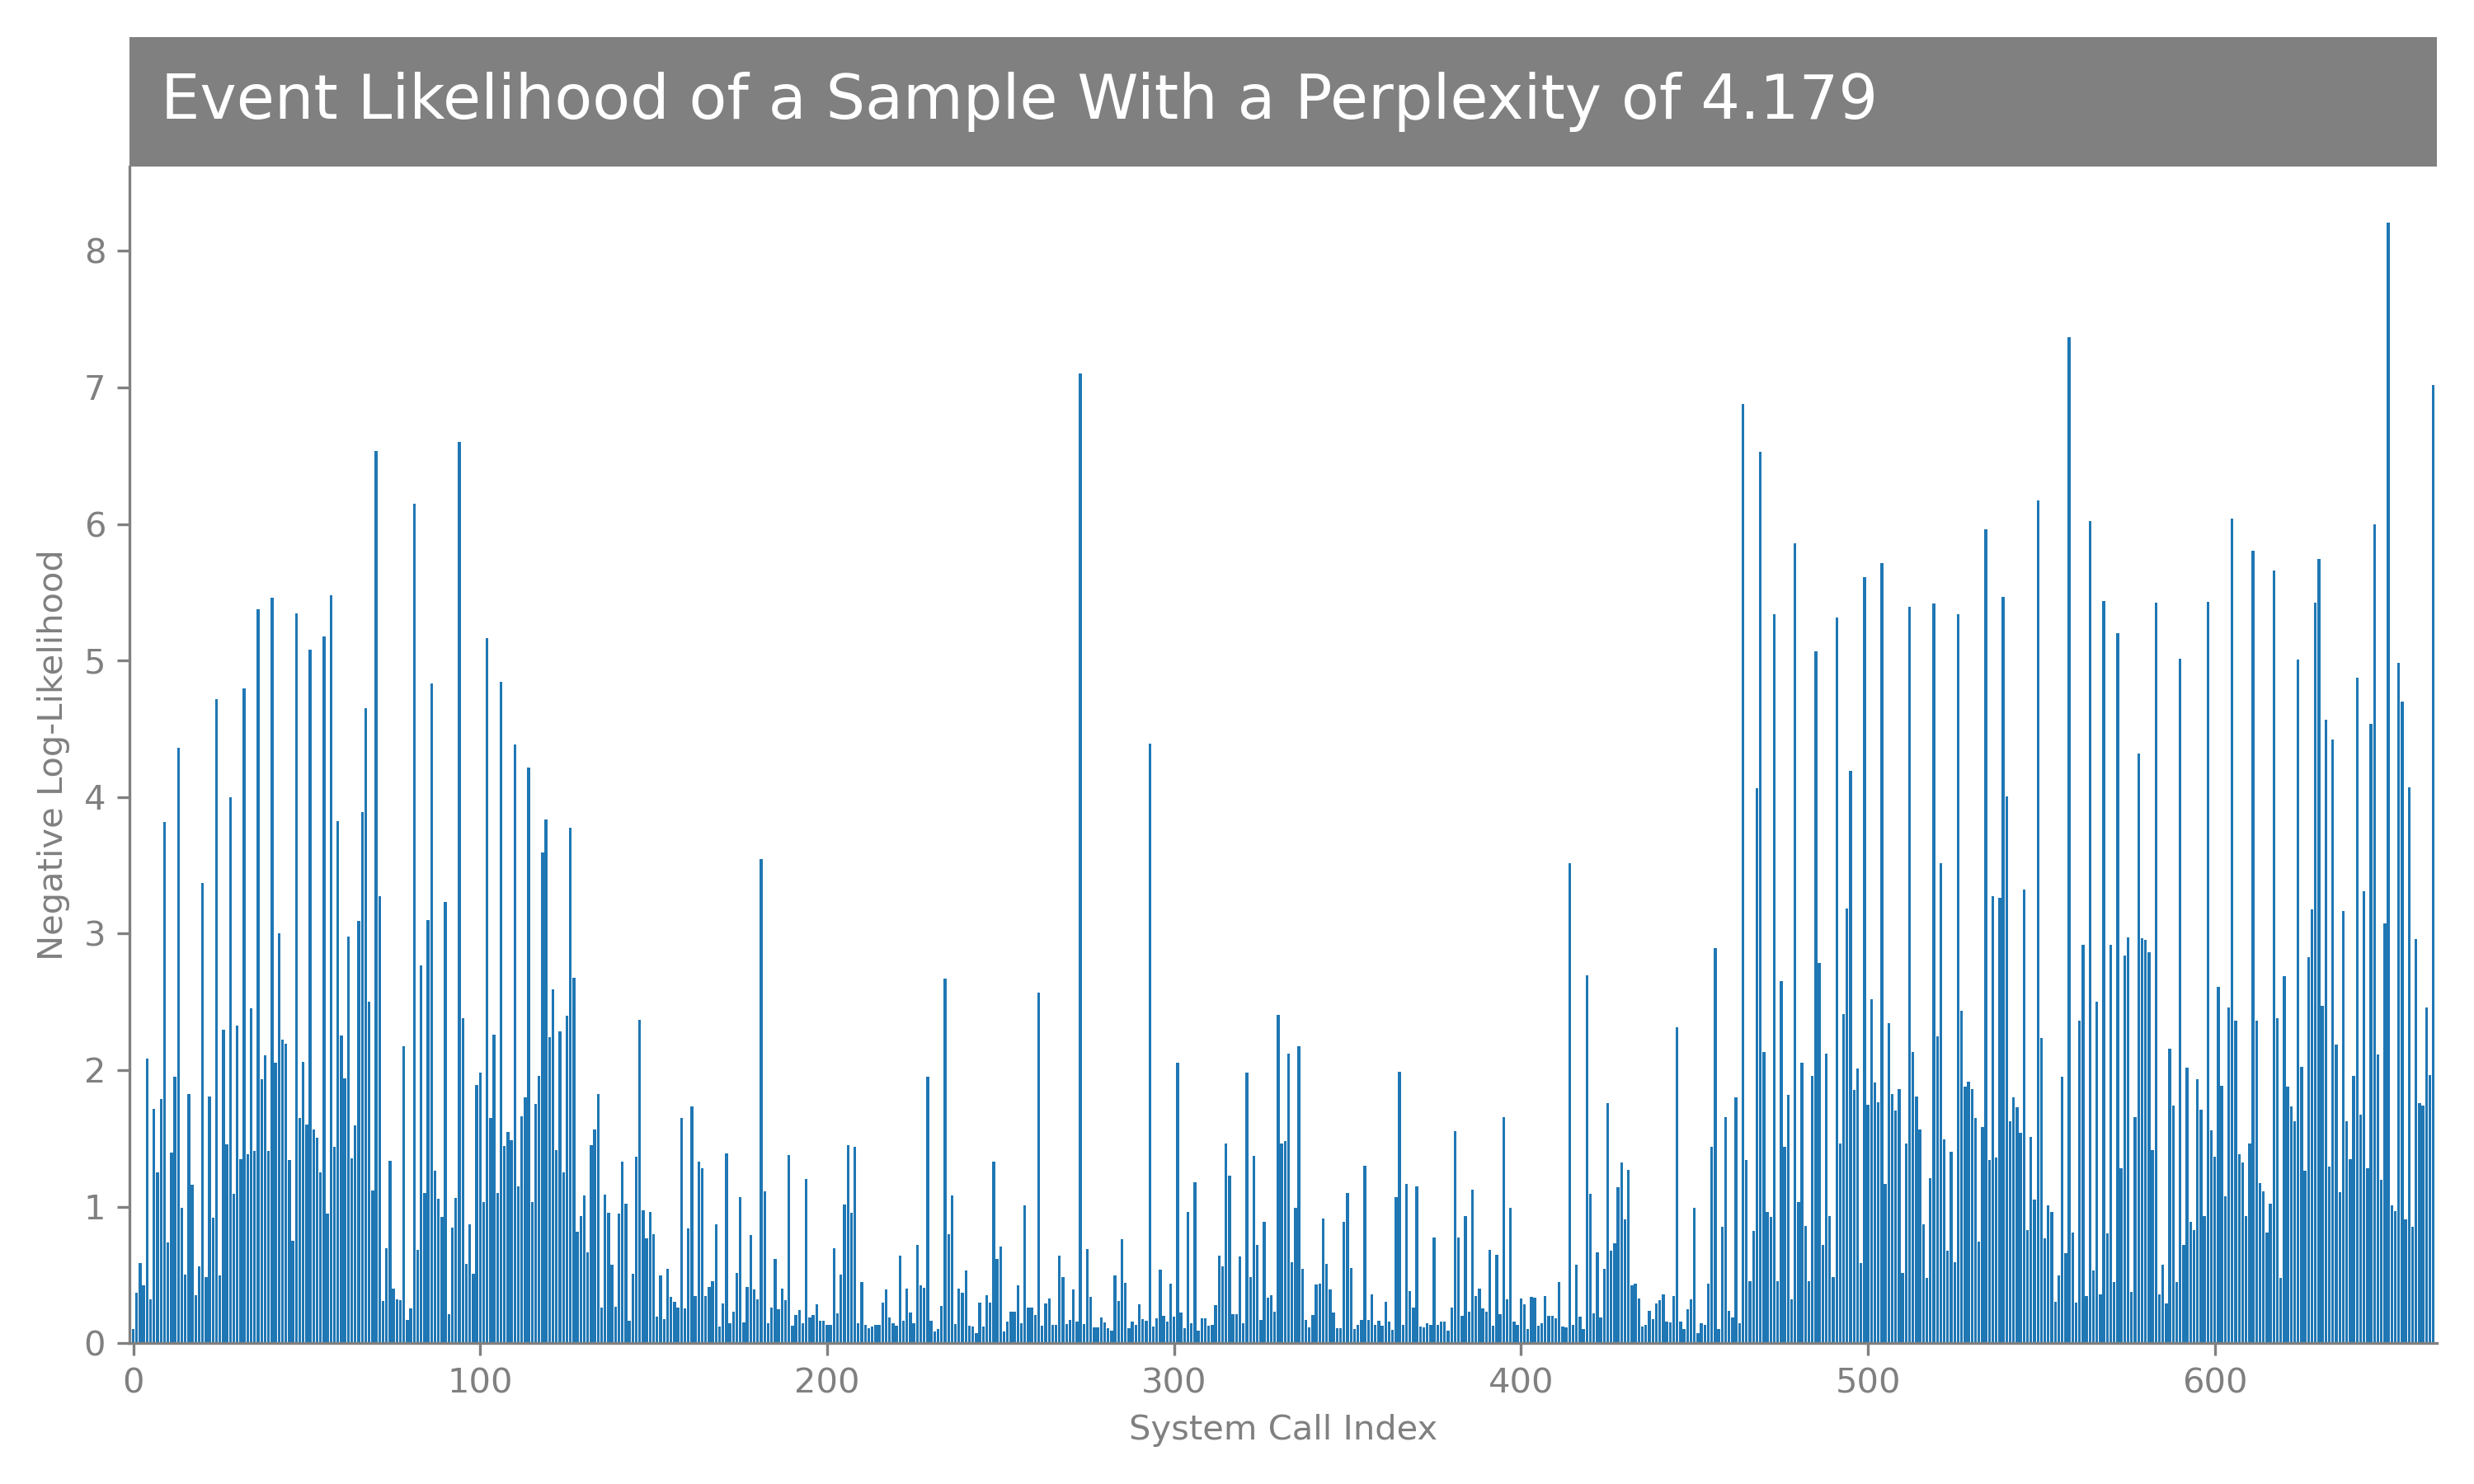 Event Likelihood of a Sample With a Perplexity of 4.179
8
7
6
5
4
3
2
1
0
Negative Log-Likelihood
0 100 200 300 400 500 600
System Call Index